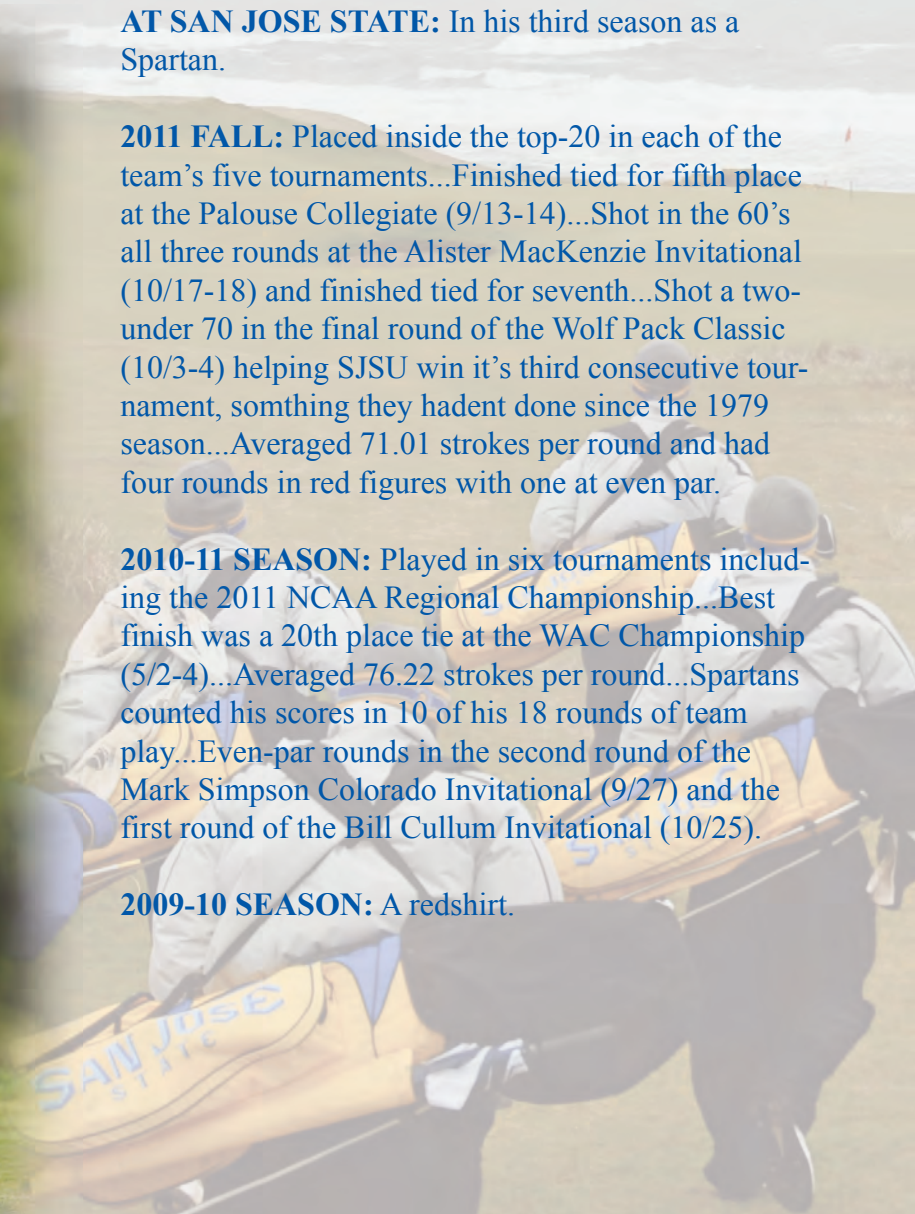 AT SAN JOSE STATE: In his third season as a
Spartan.
2011 FALL: Placed inside the top-20 in each of the
team's five tournaments...Finished tied for fifth place
at the Palouse Collegiate (9/13-14)...Shot in the 60's
all three rounds at the Alister MacKenzie Invitational
(10/17-18) and finished tied for seventh...Shot a two-
under 70 in the final round of the Wolf Pack Classic
(10/3-4) helping SJSU win it's third consecutive tour-
nament, somthing they hadent done since the 1979
season...Averaged 71.01 strokes per round and had
four rounds in red figures with one at even par.
2010-11 SEASON: Played in six tournaments includ-
ing the 2011 NCAA Regional Championship...Best
finish was a 20th place tie at the WAC Championship
(5/2-4)...Averaged 76.22 strokes per round...Spartans
counted his scores in 10 of his 18 rounds of team
play...Even-par rounds in the second round of the
Mark Simpson Colorado Invitational (9/27) and the
first round of the Bill Cullum Invitational (10/25).
2009-10 SEASON: A redshirt.
SAN JOSE
STATE